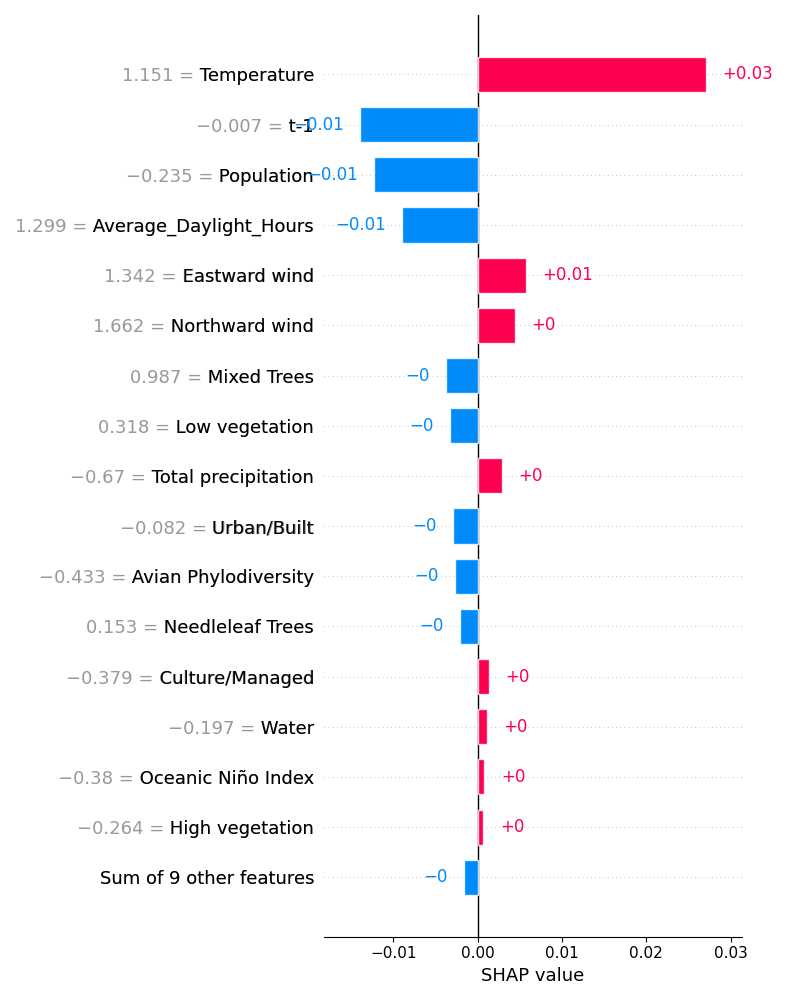 1.151 = Temperature +0.03
−0.007 = t-1 −0.01
−0.235 = Population −0.01
1.299 = Average_Daylight_Hours −0.01
1.342 = Eastward wind +0.01
1.662 = Northward wind +0
0.987 = Mixed Trees −0
0.318 = Low vegetation −0
−0.67 = Total precipitation +0
−0.082 = Urban/Built −0
−0.433 = Avian Phylodiversity −0
0.153 = Needleleaf Trees −0
−0.379 = Culture/Managed +0
−0.197 = Water +0
−0.38 = Oceanic Niño Index +0
−0.264 = High vegetation +0
Sum of 9 other features −0
−0.01 0.00 0.01 0.02 0.03
SHAP value